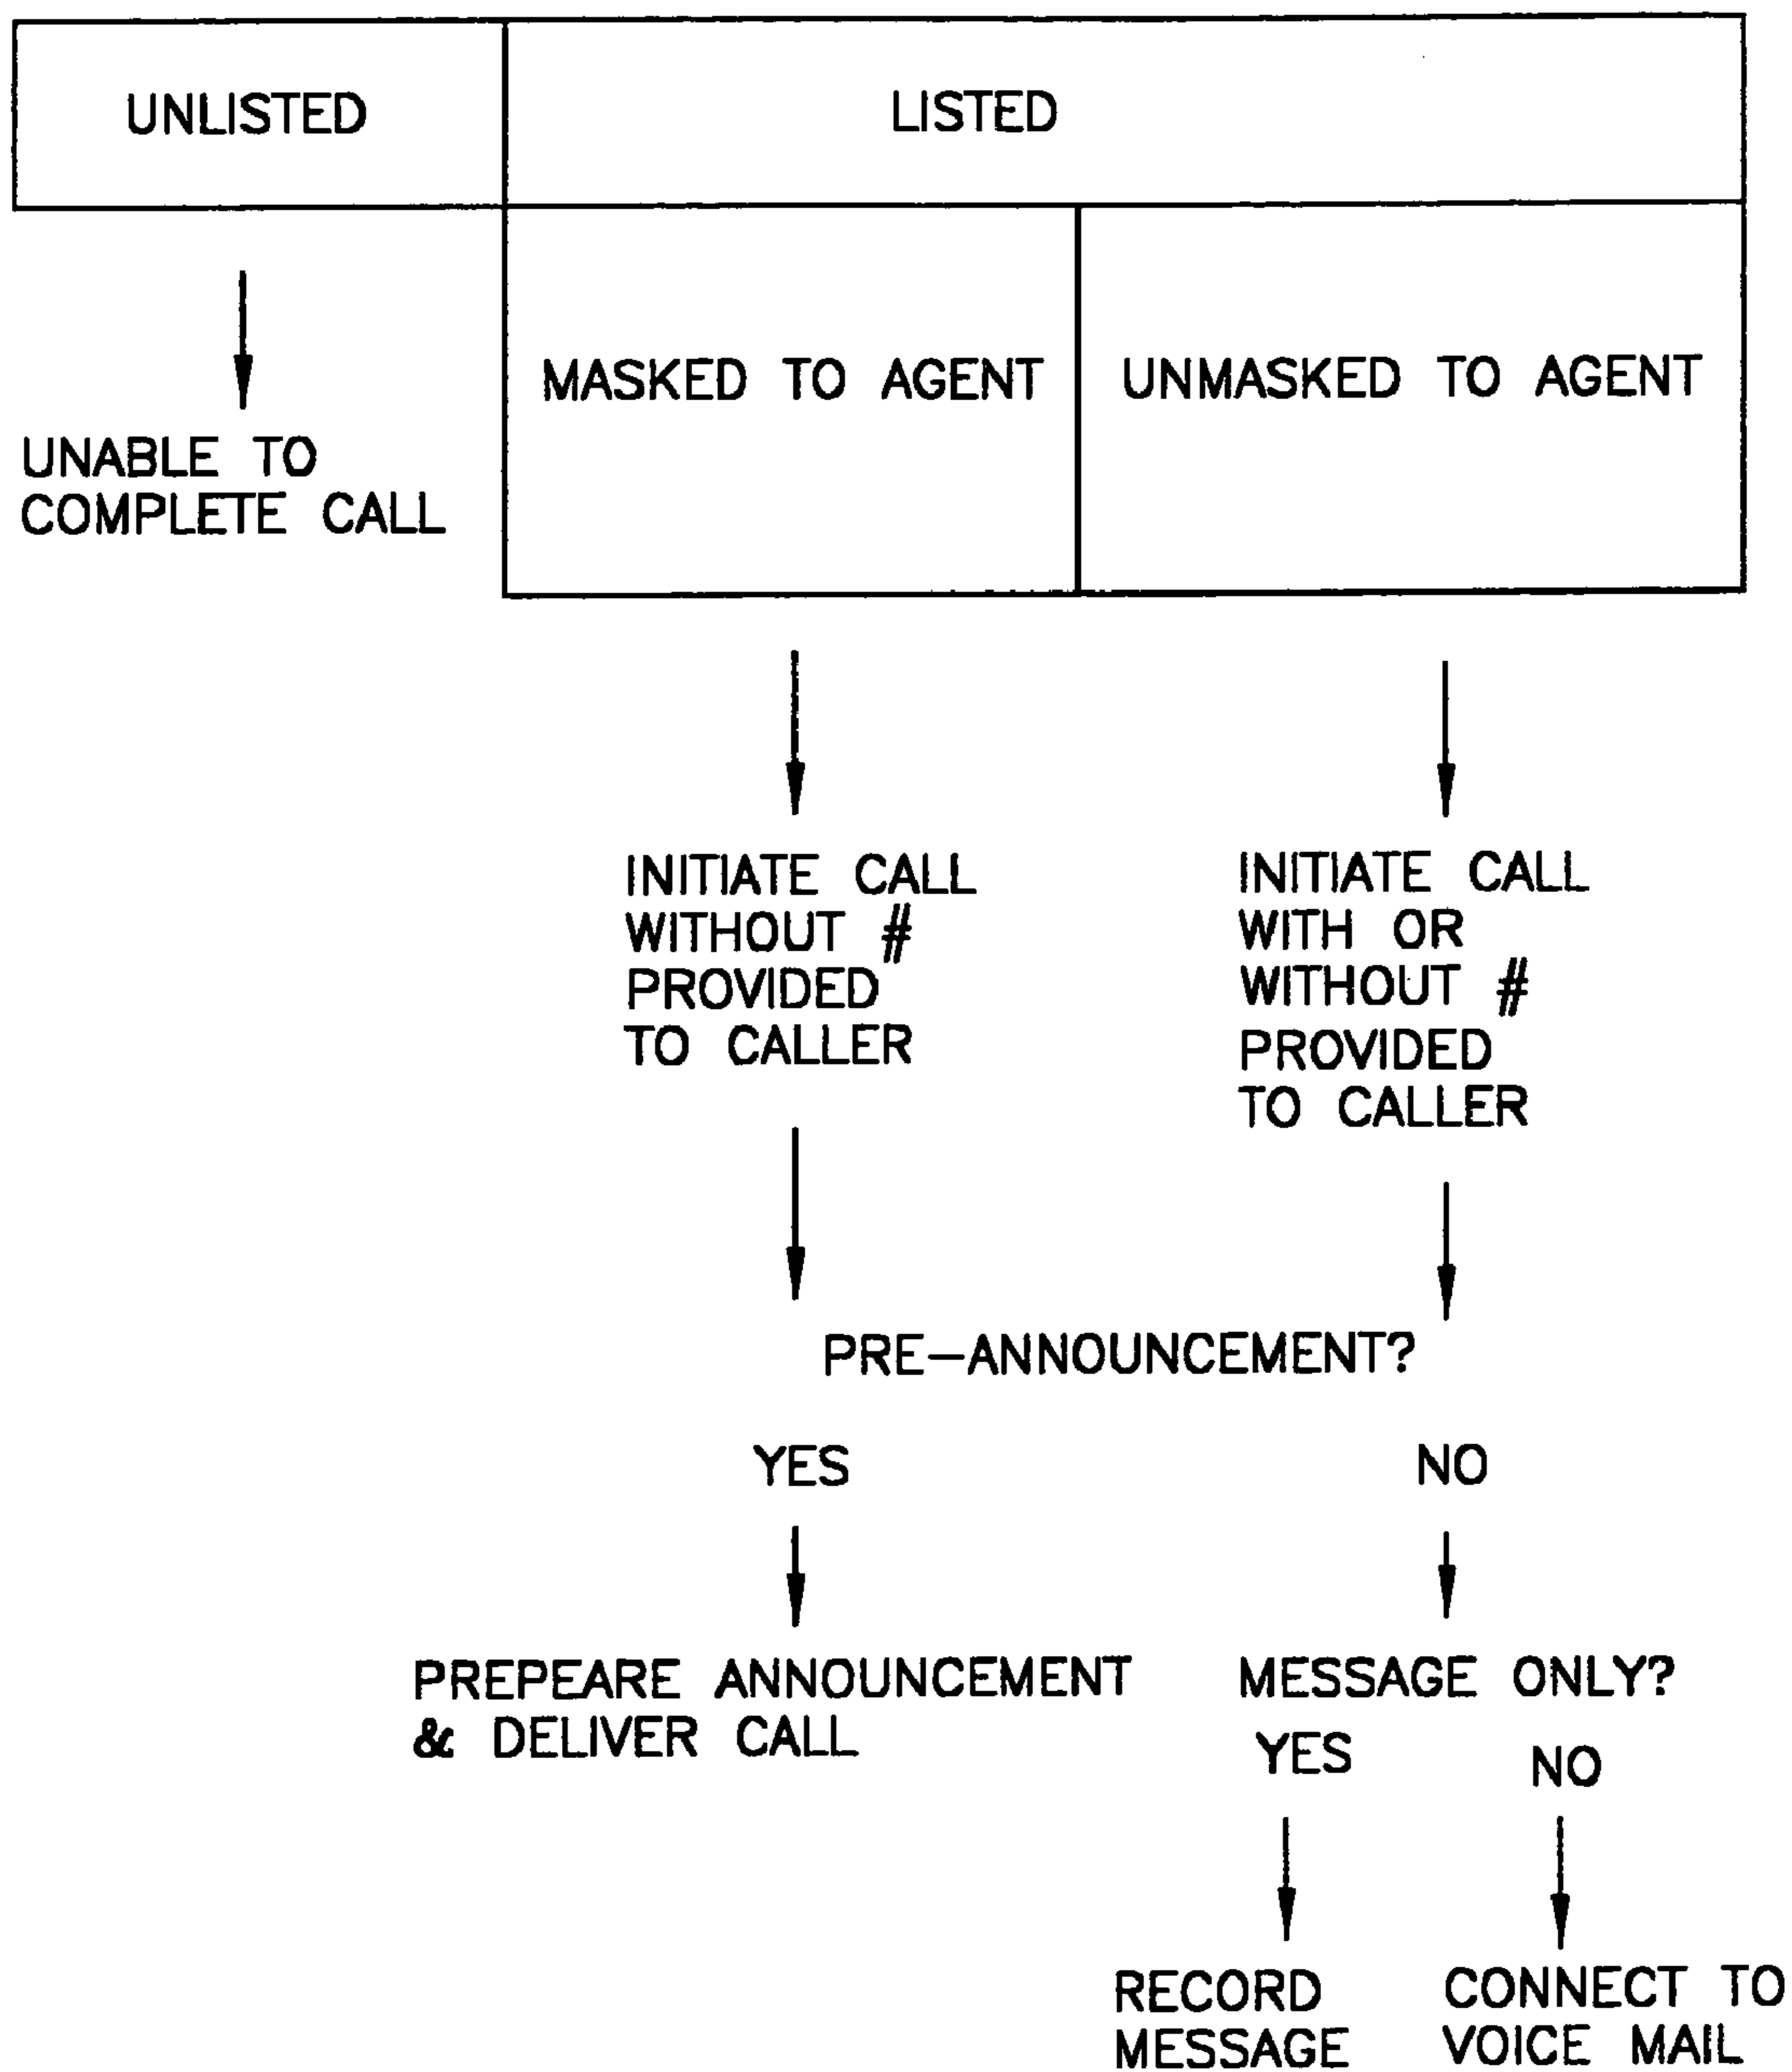 UNLISTED
LISTED
MASKED TO AGENT
UNMASKED TO AGENT
UNABLE TO
COMPLETE CALL
INITIATE CALL
WITHOUT #
PROVIDED
TO CALLER
INITIATE CALL
WITH OR
WITHOUT #
PROVIDED
TO CALLER
PRE-ANNOUNCEMENT?
YES
NO
PREPEARE ANNOUNCEMENT
& DELIVER CALL
MESSAGE ONLY?
YES
NO
RECORD
MESSAGE
CONNECT TO
VOICE MAIL